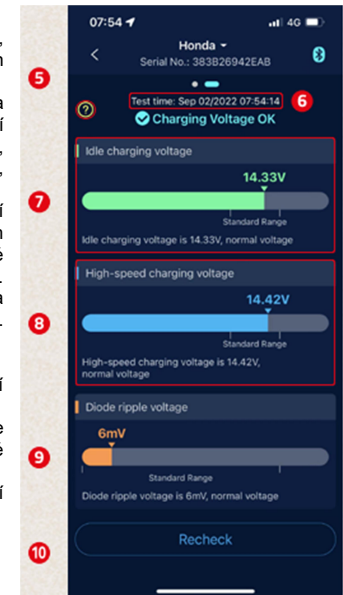 07:54
4G
Honda
Serial No.: 383B26942EAB
5
Test time: Sep 02/2022 07:54:14
6
?
Charging Voltage OK
Idle charging voltage
14.33V
7
Standard Range
Idle charging voltage is 14.33V, normal voltage
High-speed charging voltage
14.42V
8
Standard Range
High-speed charging voltage is 14.42V,
normal voltage
Diode ripple voltage
6mV
9
Standard Range
Diode ripple voltage is 6mV, normal voltage
Recheck
10